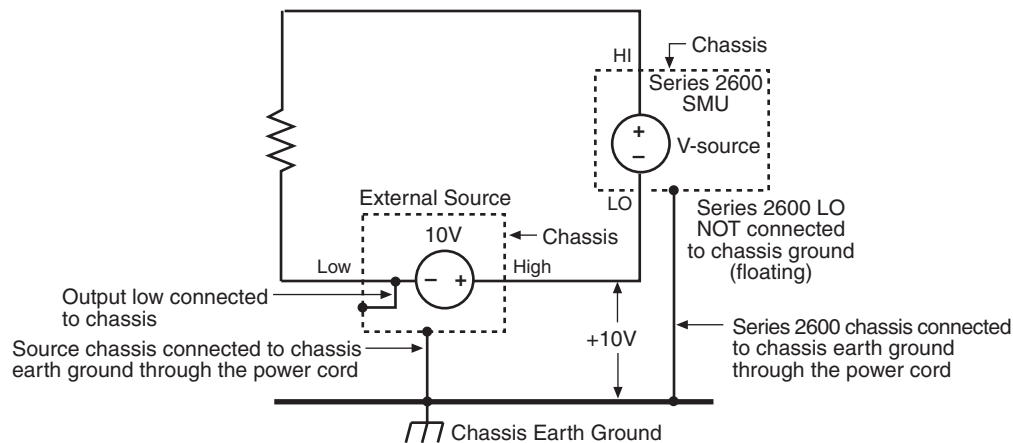 Chassis
HI
Series 2600
SMU
+
−
V-source
LO
Series 2600 LO
NOT connected
to chassis ground
(floating)
External Source
10V
Chassis
Low
− +
High
Output low connected
to chassis
Source chassis connected to chassis
earth ground through the power cord
+10V
Series 2600 chassis connected
to chassis earth ground
through the power cord
Chassis Earth Ground